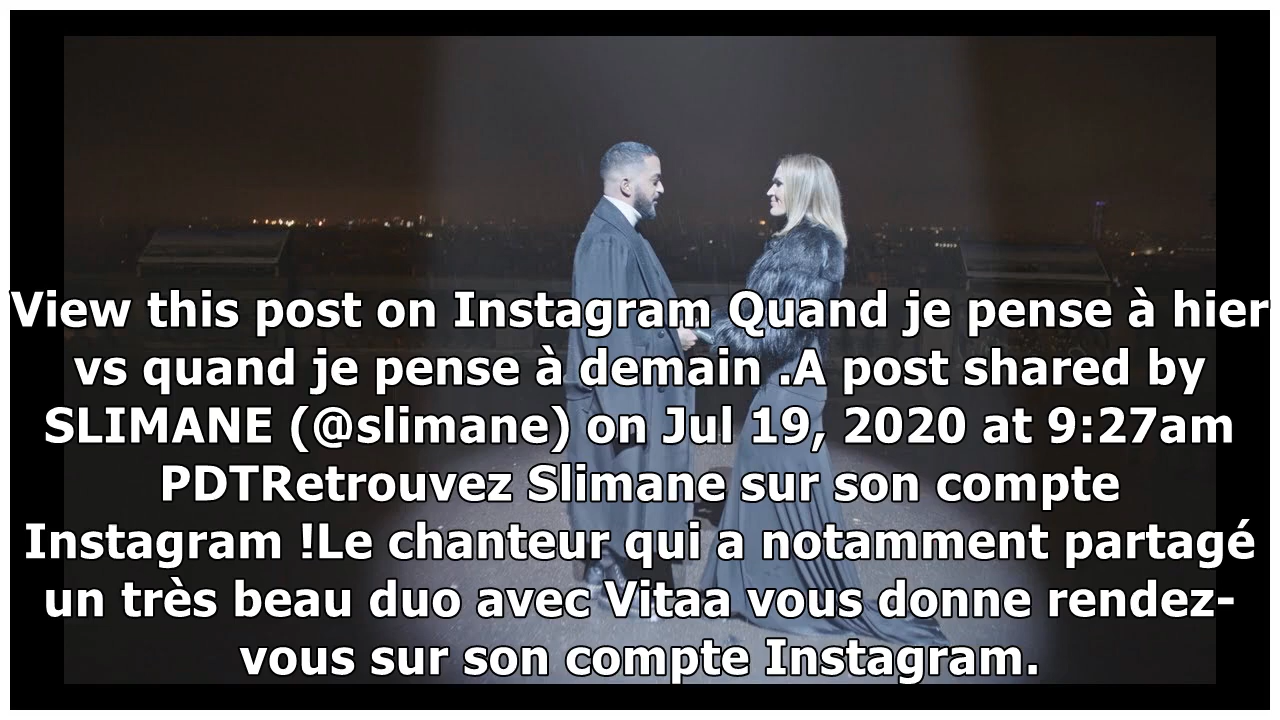 View this post on Instagram Quand je pense à hier
vs quand je pense à demain .A post shared by
SLIMANE (@slimane) on Jul 19, 2020 at 9:27am
PDTRetrouvez Slimane sur son compte
Instagram !Le chanteur qui a notamment partagé
un très beau duo avec Vitaa vous donne rendez-
vous sur son compte Instagram.